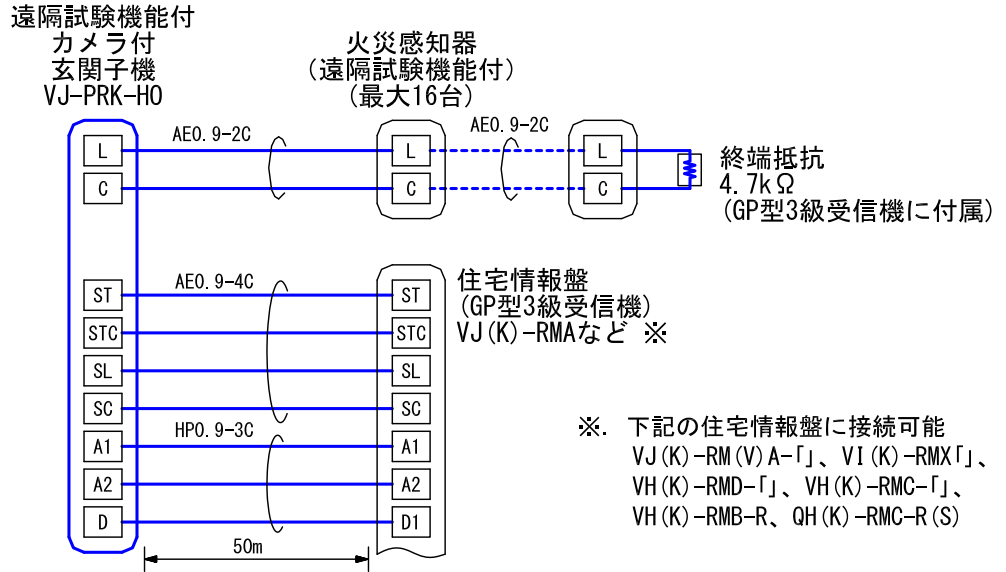 遠隔試験機能付
カメラ付
玄関子機
VJ-PRK-HO
火災感知器
(遠隔試験機能付)
(最大16台)
AE0.9-2C
AE0.9-2C
L
L
L
C
C
C
終端抵抗
4.7kΩ
(GP型3級受信機に付属)
AE0.9-4C
住宅情報盤
(GP型3級受信機)
VJ(K)-RMAなど ※
ST
ST
STC
STC
SL
SL
SC
SC
HP0.9-3C
A1
A1
A2
A2
D
D1
50m
※. 下記の住宅情報盤に接続可能
VJ(K)-RM(V)A-「」、VI(K)-RMX「」、
VH(K)-RMD-「」、VH(K)-RMC-「」、
VH(K)-RMB-R、QH(K)-RMC-R(S)